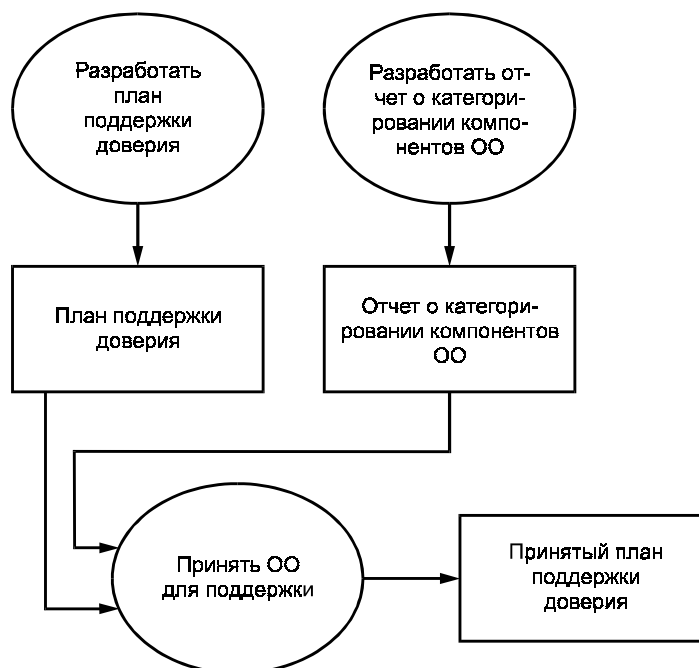 Разработать
план
поддержки
доверия
Разработать от-
чет о категори-
ровании компо-
нентов ОО
План поддержки
доверия
Отчет о категори-
ровании компонентов
ОО
Принять ОО
для поддержки
Принятый план
поддержки
доверия